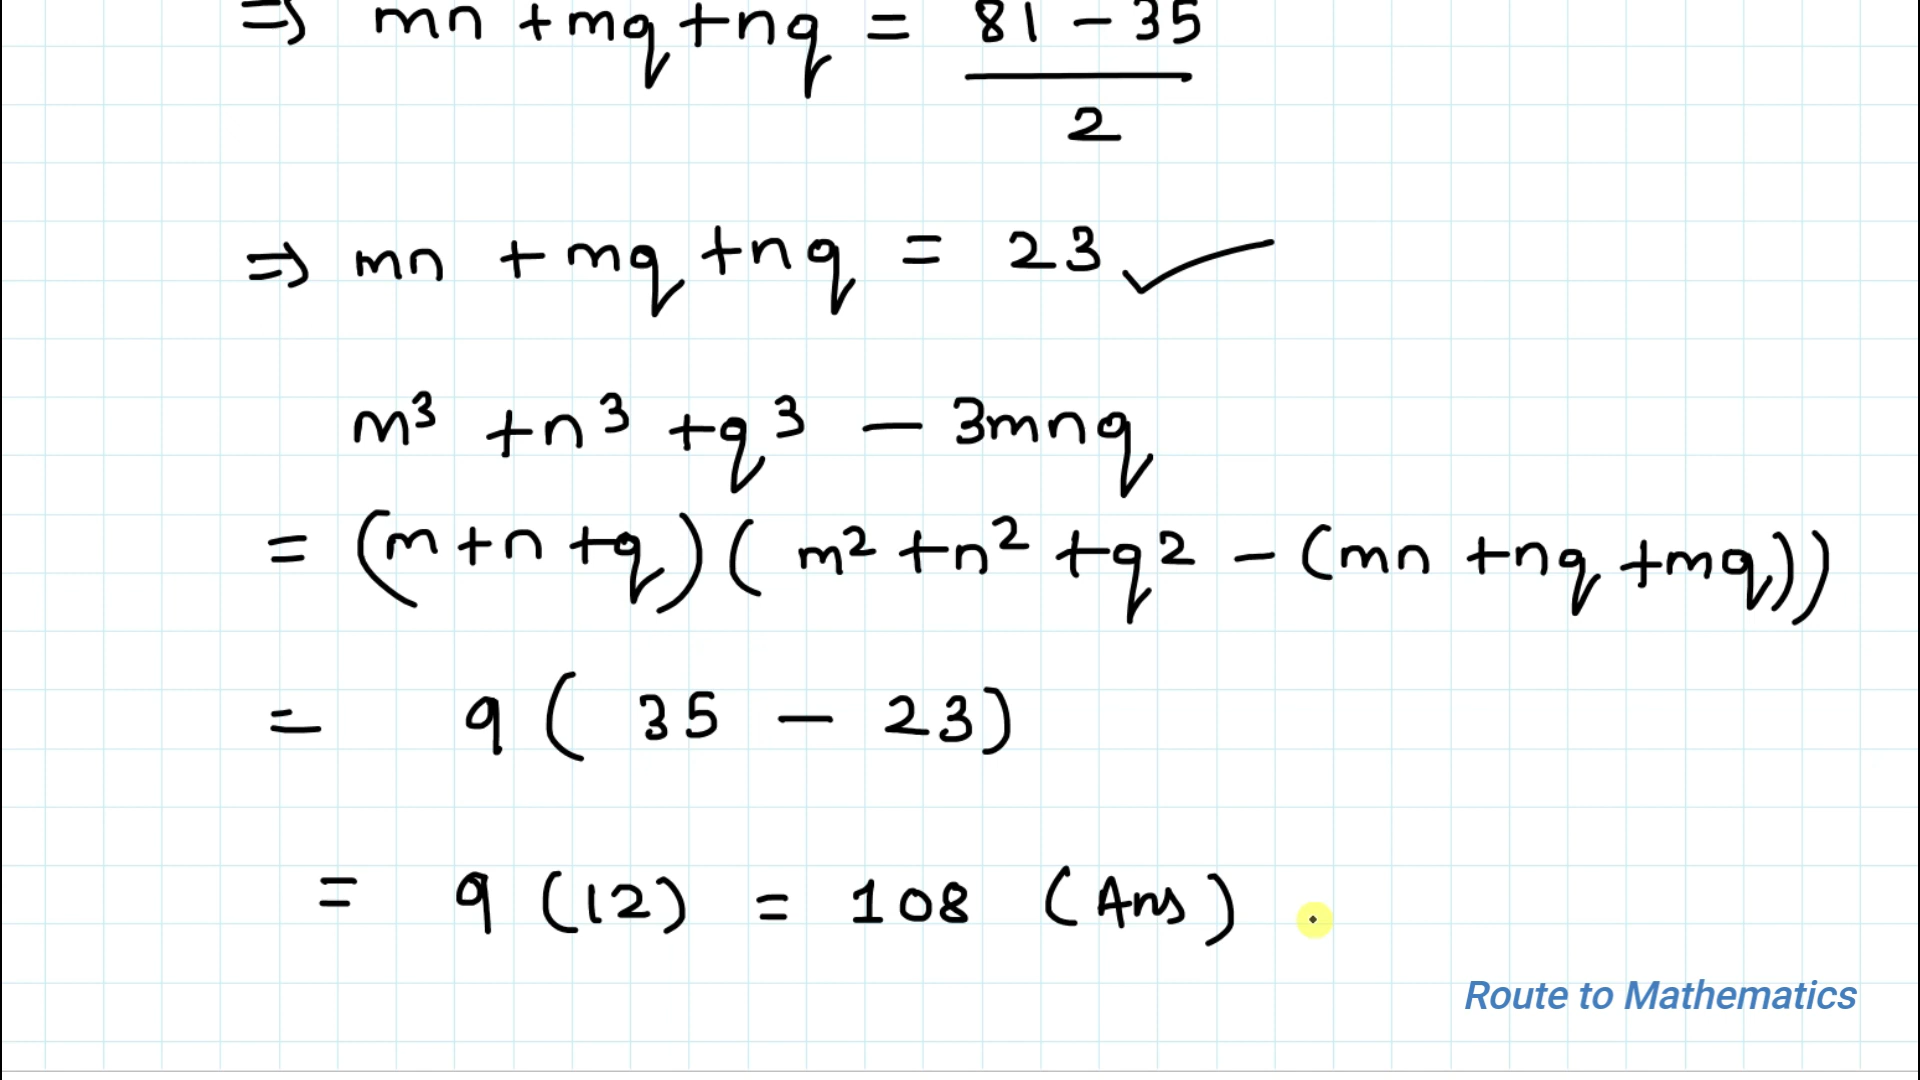 ⇒ mn + mq + nq = 81 - 35
2
⇒ mn + mq + nq = 23 ✓
m³ + n³ + q³ - 3mnq
= (m + n + q) ( m² + n² + q² - (mn + nq + mq))
= 9 ( 35 - 23)
= 9 (12) = 108 (Ans)
Route to Mathematics